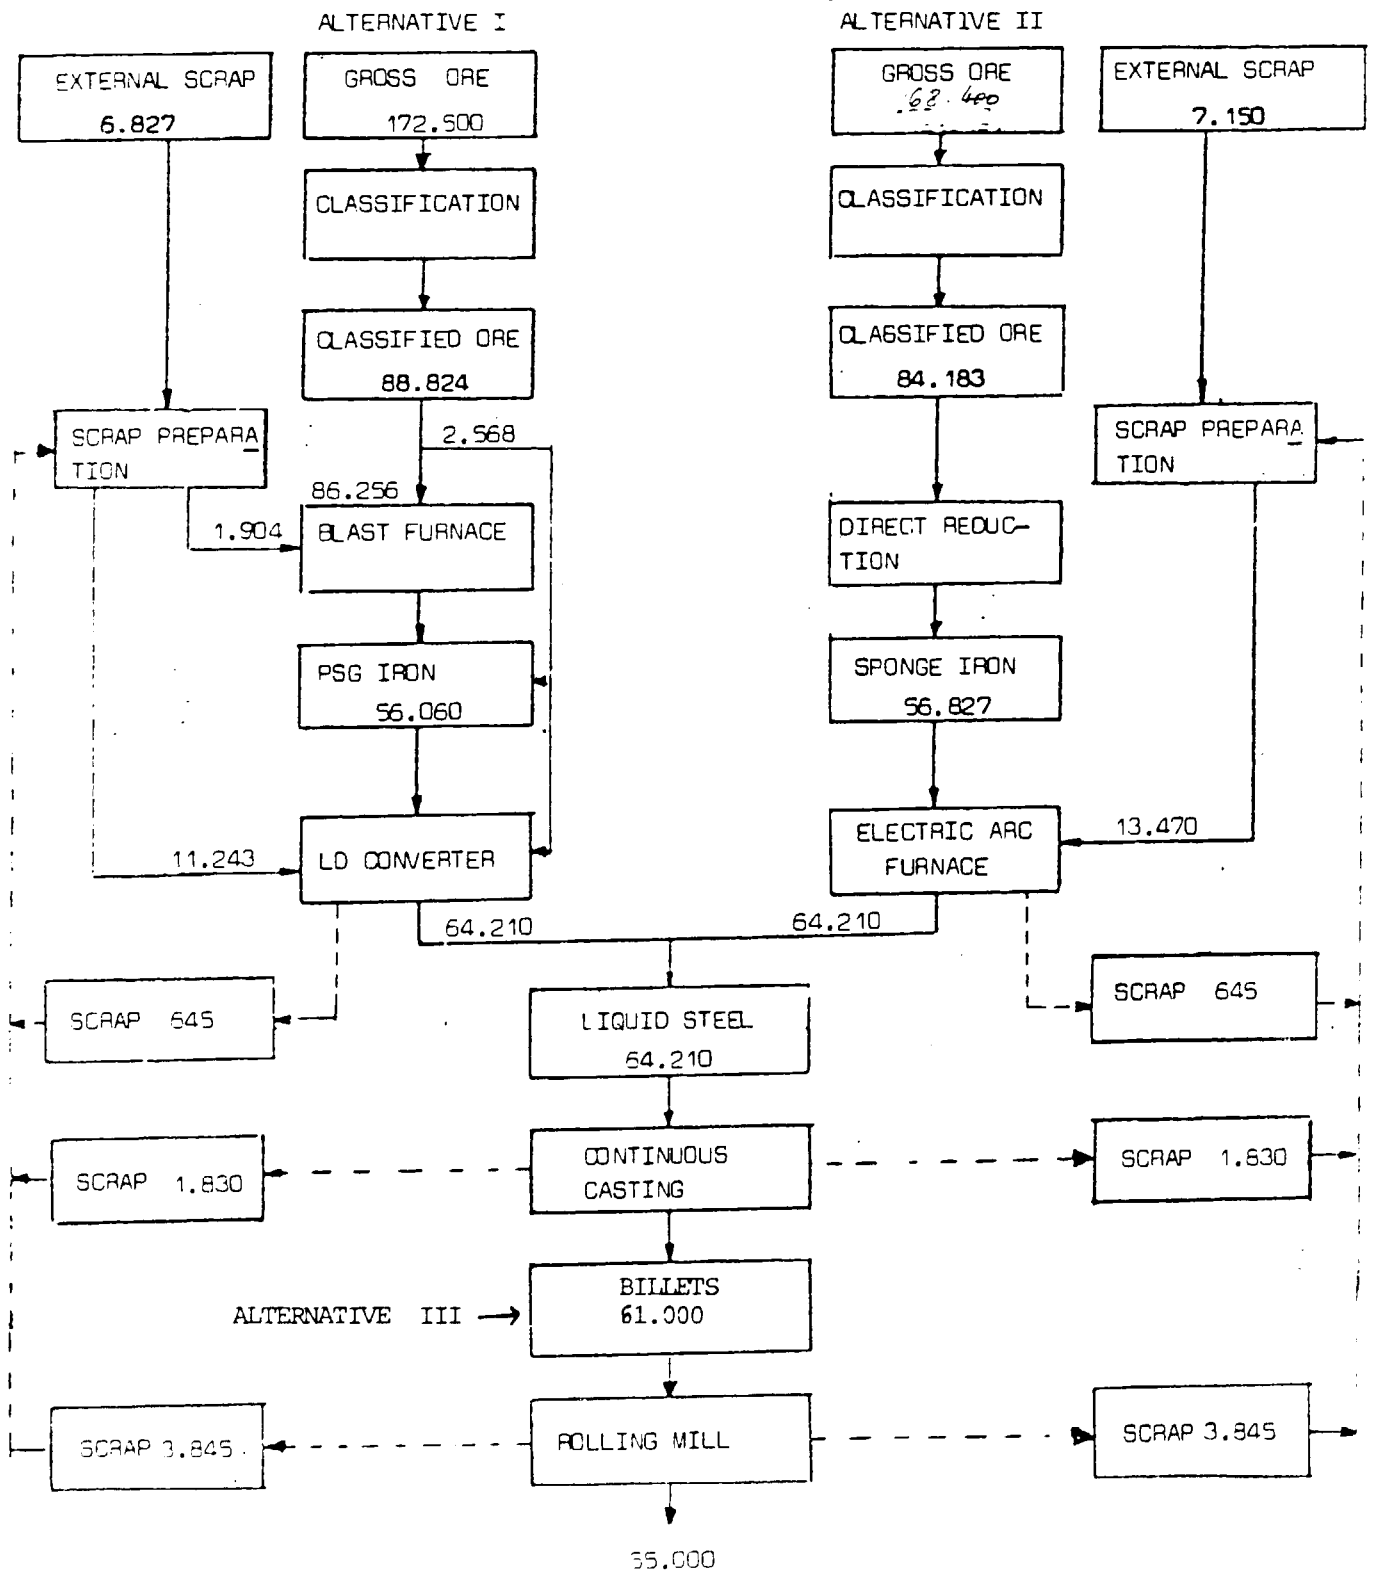 ALTERNATIVE I
ALTERNATIVE II
EXTERNAL SCRAP
6.827
GROSS ORE
172.500
GROSS ORE
68.400
EXTERNAL SCRAP
7.150
CLASSIFICATION
CLASSIFICATION
CLASSIFIED ORE
88.824
CLASSIFIED ORE
84.183
SCRAP PREPARA
TION
2.568
SCRAP PREPARA
TION
86.256
1.904
BLAST FURNACE
DIRECT REDUC-
TION
PSG IRON
56.060
SPONGE IRON
56.827
11.243
LD CONVERTER
ELECTRIC ARC
FURNACE
13.470
64.210
64.210
SCRAP 645
LIQUID STEEL
64.210
SCRAP 645
SCRAP 1.830
CONTINUOUS
CASTING
SCRAP 1.830
ALTERNATIVE III
BILLETS
61.000
SCRAP 3.845
ROLLING MILL
SCRAP 3.845
55.000